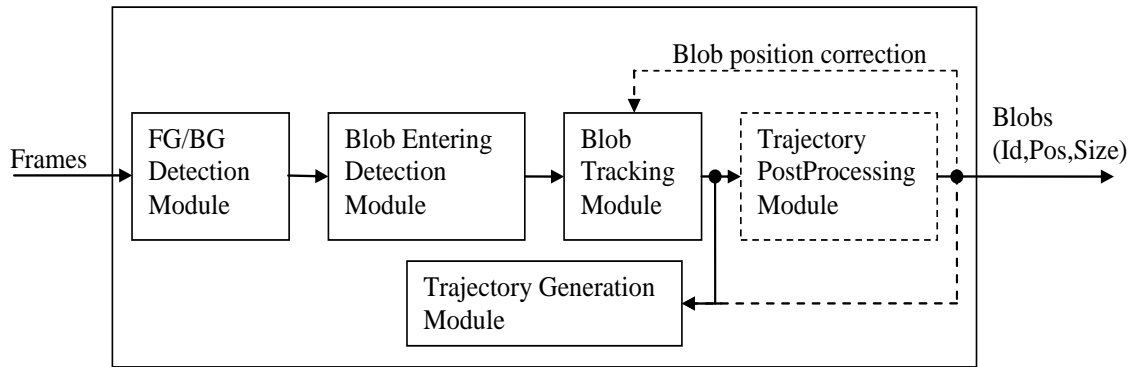 Blob position correction
Frames
FG/BG
Detection
Module
Blob Entering
Detection
Module
Blob
Tracking
Module
Trajectory
PostProcessing
Module
Blobs
(Id,Pos,Size)
Trajectory Generation
Module